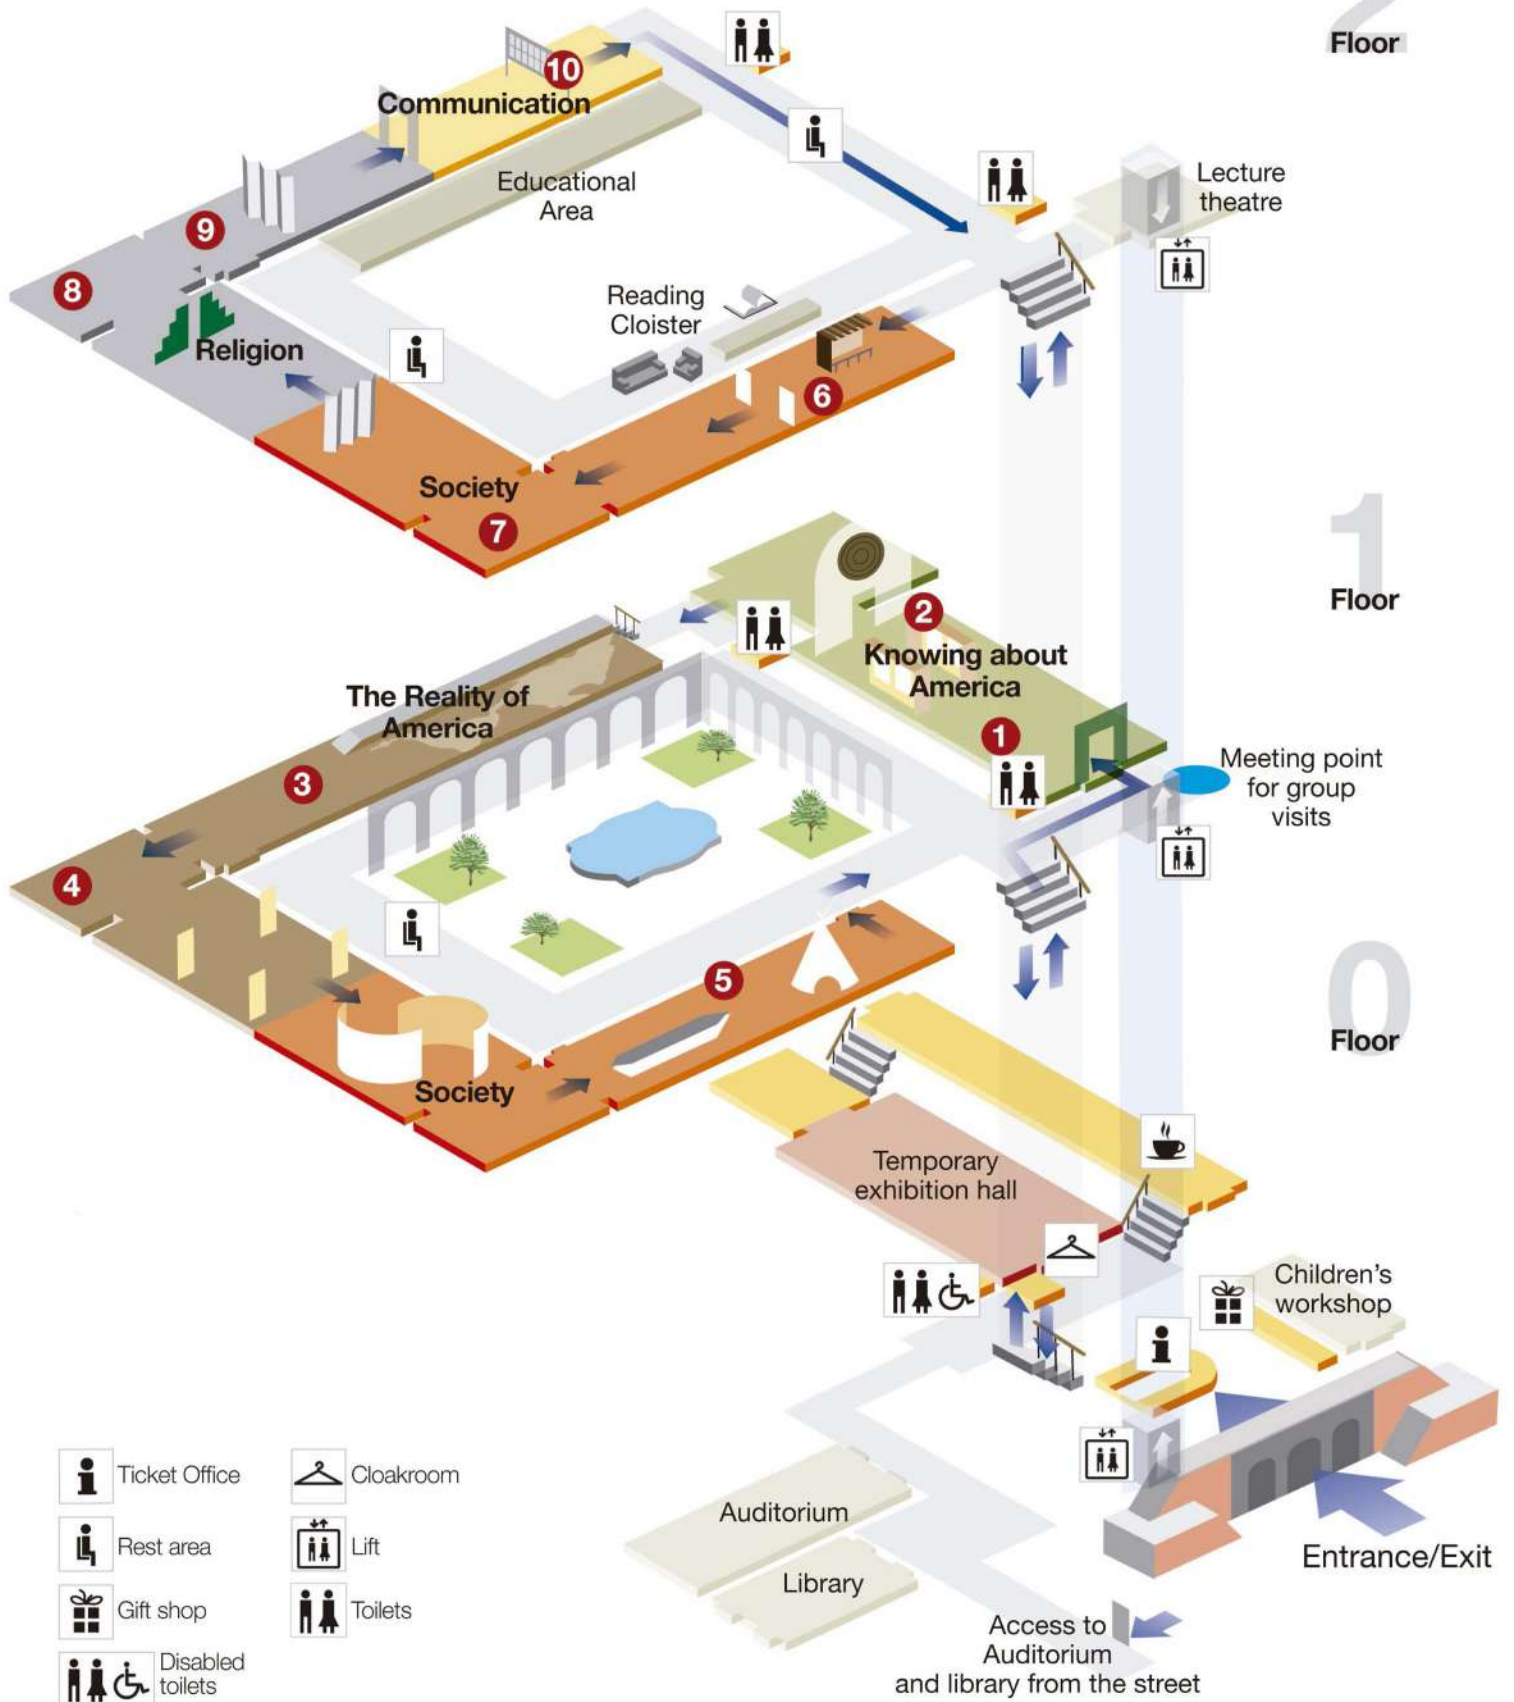 2
Floor
10
Communication
Educational
Area
Lecture
theatre
9
8
Religion
Reading
Cloister
6
Society
7
1
Floor
2
Knowing about
America
1
The Reality of
America
3
Meeting point
for group
visits
4
5
Society
0
Floor
Temporary
exhibition hall
Children's
workshop
Auditorium
Library
Entrance/Exit
Access to
Auditorium
and library from the street
Ticket Office
Cloakroom
Rest area
Lift
Gift shop
Toilets
Disabled
toilets